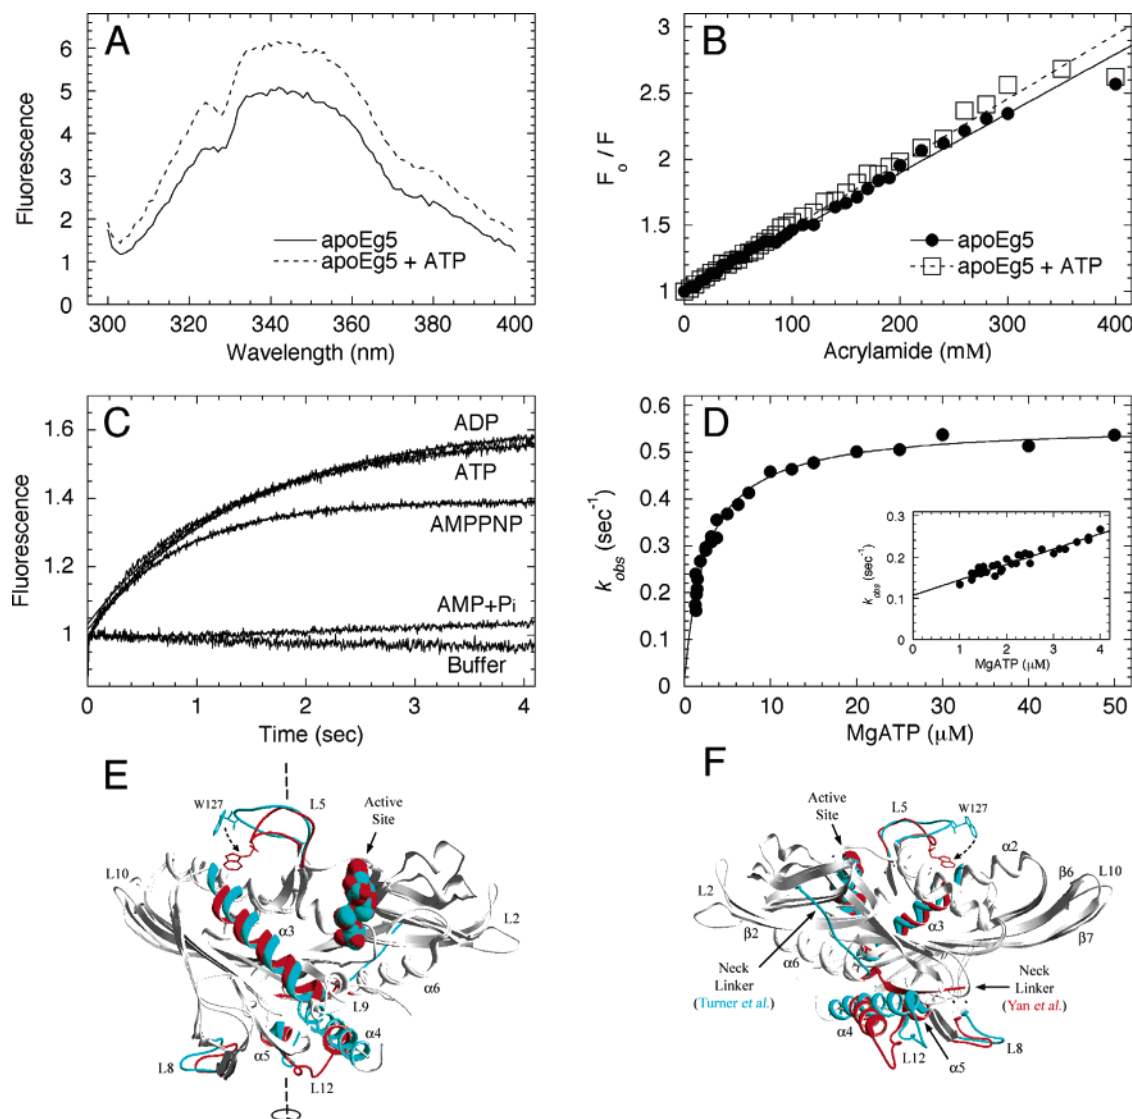 A
Fluorescence
6
5
4
3
2
1
0
apoEg5
apoEg5 + ATP
300 320 340 360 380 400
Wavelength (nm)
B
Fo / F
3
2.5
2
1.5
1
apoEg5
apoEg5 + ATP
0 100 200 300 400
Acrylamide (mM)
C
Fluorescence
1.6
1.4
1.2
1
ADP
ATP
AMPPNP
AMP+Pi
Buffer
0 1 2 3 4
Time (sec)
D
kobs (sec-1)
0.6
0.5
0.4
0.3
0.2
0.1
0
kobs (sec-1)
0.3
0.2
0.1
0
0 1 2 3 4
MgATP (μM)
0 10 20 30 40 50
MgATP (μM)
E
W127
L5
Active
Site
L10
L2
α3
α6
L9
α4
α5
L8
L12
F
Active
Site
L5
W127
α2
L2
β6
L10
β2
α3
β7
α6
Neck
Linker
(Turner et al.)
Neck
Linker
(Yan et al.)
α4
L12
α5
L8